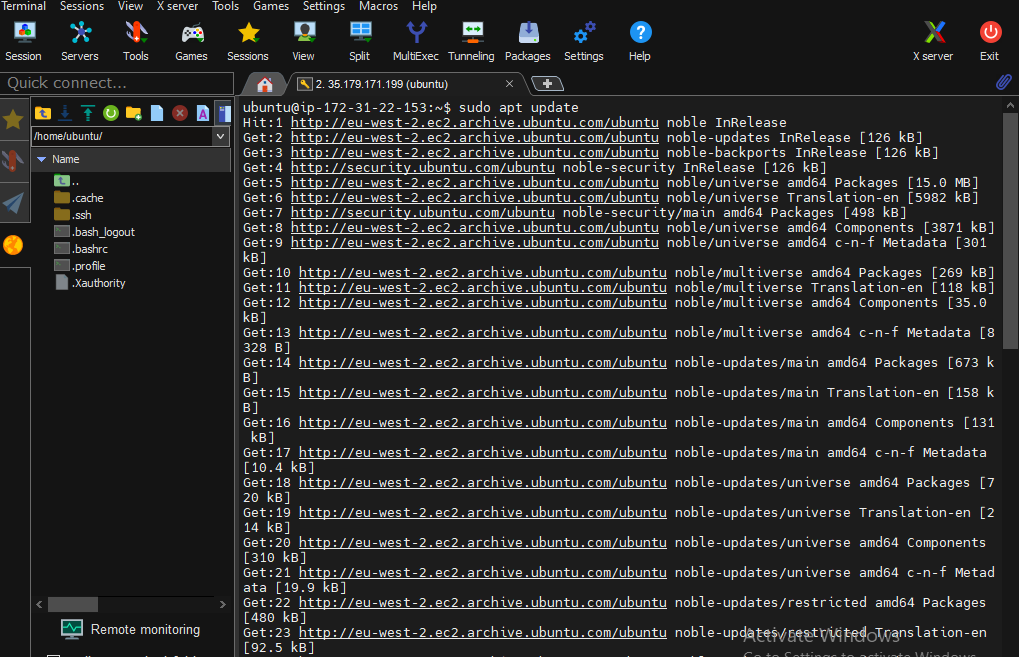 Terminal Sessions View X server Tools Games Settings Macros Help
Session Servers Tools Games Sessions View Split MultiExec Tunneling Packages Settings Help X server Exit
Quick connect...
2. 35.179.171.199 (ubuntu)
/home/ubuntu/
Name
..
.cache
.ssh
.bash_logout
.bashrc
.profile
.Xauthority
Remote monitoring
ubuntu@ip-172-31-22-153:~$ sudo apt update
Hit:1 http://eu-west-2.ec2.archive.ubuntu.com/ubuntu noble InRelease
Get:2 http://eu-west-2.ec2.archive.ubuntu.com/ubuntu noble-updates InRelease [126 kB]
Get:3 http://eu-west-2.ec2.archive.ubuntu.com/ubuntu noble-backports InRelease [126 kB]
Get:4 http://security.ubuntu.com/ubuntu noble-security InRelease [126 kB]
Get:5 http://eu-west-2.ec2.archive.ubuntu.com/ubuntu noble/universe amd64 Packages [15.0 MB]
Get:6 http://eu-west-2.ec2.archive.ubuntu.com/ubuntu noble/universe Translation-en [5982 kB]
Get:7 http://security.ubuntu.com/ubuntu noble-security/main amd64 Packages [498 kB]
Get:8 http://eu-west-2.ec2.archive.ubuntu.com/ubuntu noble/universe amd64 Components [3871 kB]
Get:9 http://eu-west-2.ec2.archive.ubuntu.com/ubuntu noble/universe amd64 c-n-f Metadata [301
kB]
Get:10 http://eu-west-2.ec2.archive.ubuntu.com/ubuntu noble/multiverse amd64 Packages [269 kB]
Get:11 http://eu-west-2.ec2.archive.ubuntu.com/ubuntu noble/multiverse Translation-en [118 kB]
Get:12 http://eu-west-2.ec2.archive.ubuntu.com/ubuntu noble/multiverse amd64 Components [35.0
kB]
Get:13 http://eu-west-2.ec2.archive.ubuntu.com/ubuntu noble/multiverse amd64 c-n-f Metadata [8
328 B]
Get:14 http://eu-west-2.ec2.archive.ubuntu.com/ubuntu noble-updates/main amd64 Packages [673 k
B]
Get:15 http://eu-west-2.ec2.archive.ubuntu.com/ubuntu noble-updates/main Translation-en [158 k
B]
Get:16 http://eu-west-2.ec2.archive.ubuntu.com/ubuntu noble-updates/main amd64 Components [131
 kB]
Get:17 http://eu-west-2.ec2.archive.ubuntu.com/ubuntu noble-updates/main amd64 c-n-f Metadata
[10.4 kB]
Get:18 http://eu-west-2.ec2.archive.ubuntu.com/ubuntu noble-updates/universe amd64 Packages [7
20 kB]
Get:19 http://eu-west-2.ec2.archive.ubuntu.com/ubuntu noble-updates/universe Translation-en [2
14 kB]
Get:20 http://eu-west-2.ec2.archive.ubuntu.com/ubuntu noble-updates/universe amd64 Components
[310 kB]
Get:21 http://eu-west-2.ec2.archive.ubuntu.com/ubuntu noble-updates/universe amd64 c-n-f Metad
ata [19.9 kB]
Get:22 http://eu-west-2.ec2.archive.ubuntu.com/ubuntu noble-updates/restricted amd64 Packages
[480 kB]
Get:23 http://eu-west-2.ec2.archive.ubuntu.com/ubuntu noble-updates/restricted Translation-en
[92.5 kB]
Activate Windows
Go to Settings to activate Windows.